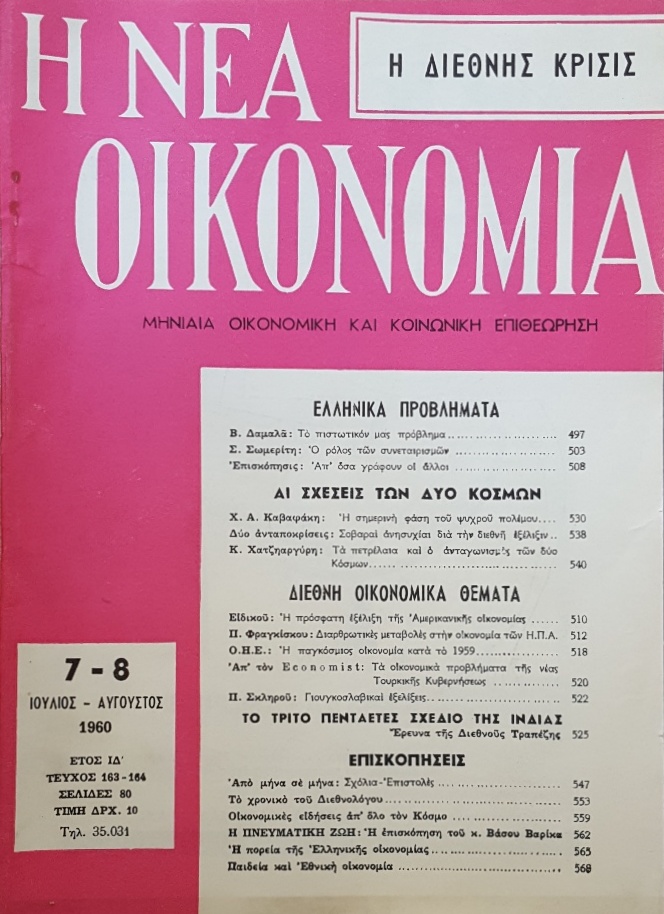 Η ΝΕΑ
Η ΔΙΕΘΝΗΣ ΚΡΙΣΙΣ
ΟΙΚΟΝΟΜΙΑ
ΜΗΝΙΑΙΑ ΟΙΚΟΝΟΜΙΚΗ ΚΑΙ ΚΟΙΝΩΝΙΚΗ ΕΠΙΘΕΩΡΗΣΗ
ΕΛΛΗΝΙΚΑ ΠΡΟΒΛΗΜΑΤΑ
Β. Δαμαλᾶ: Τὸ πιστωτικόν μας πρόβλημα ........................ 497
Σ. Σωμερίτη: Ὁ ρόλος τῶν συνεταιρισμῶν ...................... 503
Ἐπισκόπησις: Ἀπ' ὅσα γράφουν οἱ ἄλλοι ...................... 508
ΑΙ ΣΧΕΣΕΙΣ ΤΩΝ ΔΥΟ ΚΟΣΜΩΝ
Χ. Α. Καβαφάκη: Ἡ σημερινὴ φάση τοῦ ψυχροῦ πολέμου.... 530
Δύο ἀνταποκρίσεις: Σοβαραὶ ἀνησυχίαι διὰ τὴν διεθνῆ ἐξέλιξιν.. 538
Κ. Χατζηαργύρη: Τὰ πετρέλαια καὶ ὁ ἀνταγωνισμὸς τῶν δύο
Κόσμων........................................ 540
ΔΙΕΘΝΗ ΟΙΚΟΝΟΜΙΚΑ ΘΕΜΑΤΑ
Εἰδικοῦ: Ἡ πρόσφατη ἐξέλιξη τῆς Ἀμερικανικῆς οἰκονομίας ...... 510
Π. Φραγκίσκου: Διαρθρωτικὲς μεταβολὲς στὴν οἰκονομία τῶν Η.Π.Α. 512
Ο.Η.Ε.: Ἡ παγκόσμιος οἰκονομία κατὰ τὸ 1959.................. 518
Ἀπ' τὸν Economist: Τὰ οἰκονομικὰ προβλήματα τῆς νέας
Τουρκικῆς Κυβερνήσεως .............. 520
Π. Σκληροῦ: Γιουγκοσλαβικαὶ ἐξελίξεις............................ 522
ΤΟ ΤΡΙΤΟ ΠΕΝΤΑΕΤΕΣ ΣΧΕΔΙΟ ΤΗΣ ΙΝΔΙΑΣ
Ἔρευνα τῆς Διεθνοῦς Τραπέζης 525
ΕΠΙΣΚΟΠΗΣΕΙΣ
Ἀπὸ μήνα σὲ μήνα: Σχόλια-Ἐπιστολὲς .......................... 547
Τὸ χρονικὸ τοῦ Διεθνολόγου .................................... 553
Οἰκονομικὲς εἰδήσεις ἀπ' ὅλο τὸν Κόσμο ........................ 559
Η ΠΝΕΥΜΑΤΙΚΗ ΖΩΗ: Ἡ ἐπισκόπηση τοῦ κ. Βάσου Βαρίκα 562
Ἡ πορεία τῆς Ἑλληνικῆς οἰκονομίας ............................ 565
Παιδεία καὶ Ἐθνικὴ οἰκονομία .................................. 568
7 - 8
ΙΟΥΛΙΟΣ - ΑΥΓΟΥΣΤΟΣ
1960
ΕΤΟΣ ΙΔ'
ΤΕΥΧΟΣ 163-164
ΣΕΛΙΔΕΣ 80
ΤΙΜΗ ΔΡΧ. 10
Τηλ. 35.031